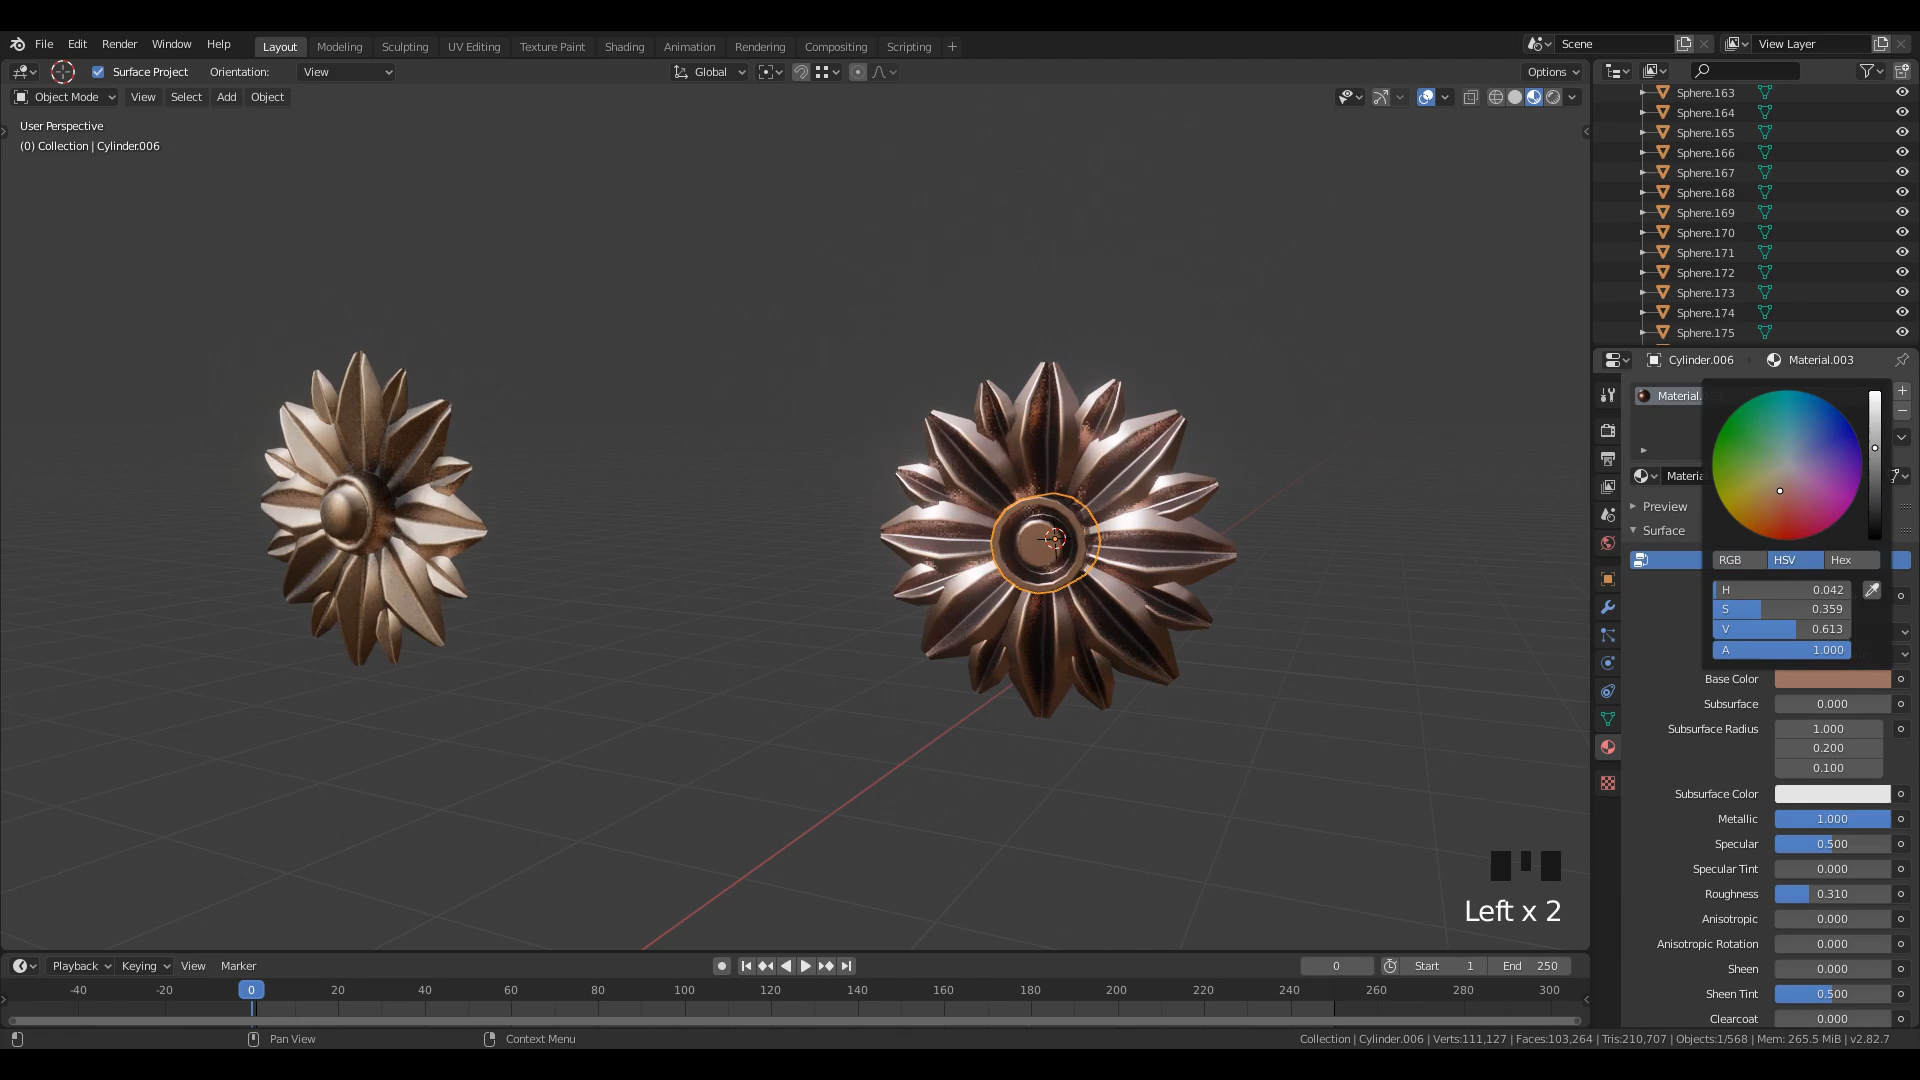 File Edit Render Window Help Layout Modeling Sculpting UV Editing Texture Paint Shading Animation Rendering Compositing Scripting + Scene View Layer
Surface Project Orientation: View Global Options
Object Mode View Select Add Object
User Perspective
(0) Collection | Cylinder.006
Sphere.163
Sphere.164
Sphere.165
Sphere.166
Sphere.167
Sphere.168
Sphere.169
Sphere.170
Sphere.171
Sphere.172
Sphere.173
Sphere.174
Sphere.175
Cylinder.006 Material.003
Material.
Materia
Preview
Surface
RGB HSV Hex
H 0.042
S 0.359
V 0.613
A 1.000
Base Color
Subsurface 0.000
Subsurface Radius 1.000
0.200
0.100
Subsurface Color
Metallic 1.000
Specular 0.500
Specular Tint 0.000
Roughness 0.310
Anisotropic 0.000
Anisotropic Rotation 0.000
Sheen 0.000
Sheen Tint 0.500
Clearcoat 0.000
Left x 2
Playback Keying View Marker 0 Start 1 End 250
-40 -20 0 20 40 60 80 100 120 140 160 180 200 220 240 260 280 300
Pan View Context Menu Collection | Cylinder.006 | Verts:111,127 | Faces:103,264 | Tris:210,707 | Objects:1/568 | Mem: 265.5 MiB | v2.82.7